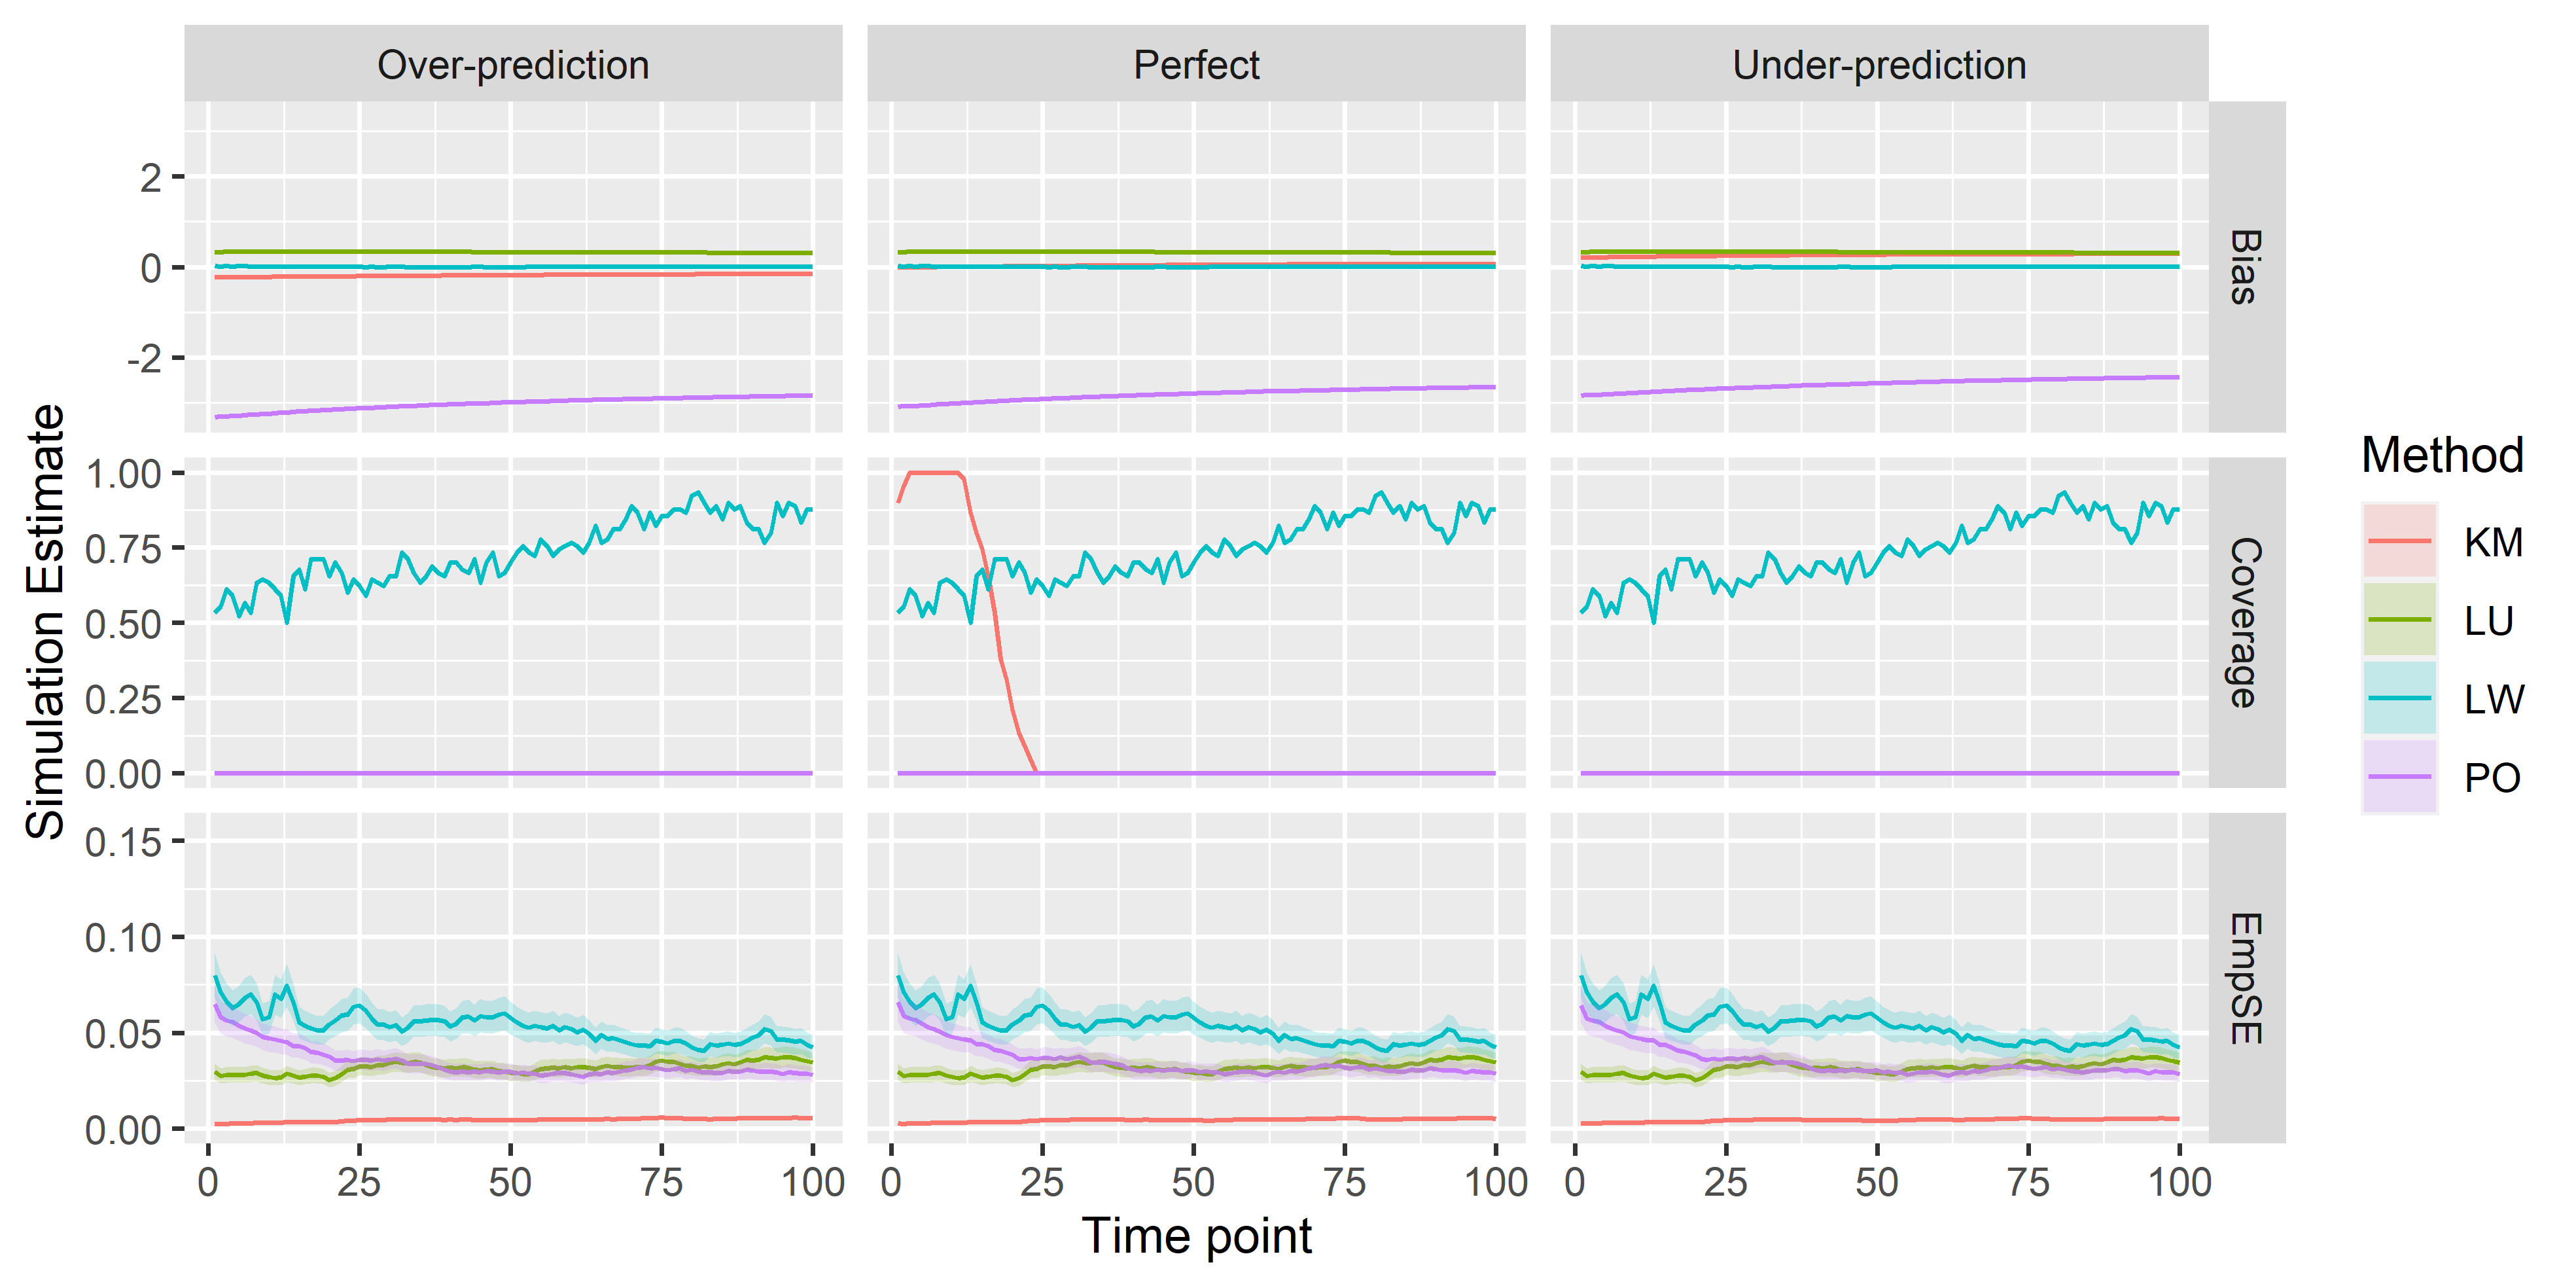 Over-prediction
Perfect
Under-prediction
2
0
-2
Bias
1.00
0.75
0.50
0.25
0.00
Coverage
0.15
0.10
0.05
0.00
EmpSE
0 25 50 75 100
0 25 50 75 100
0 25 50 75 100
Time point
Simulation Estimate
Method
KM
LU
LW
PO